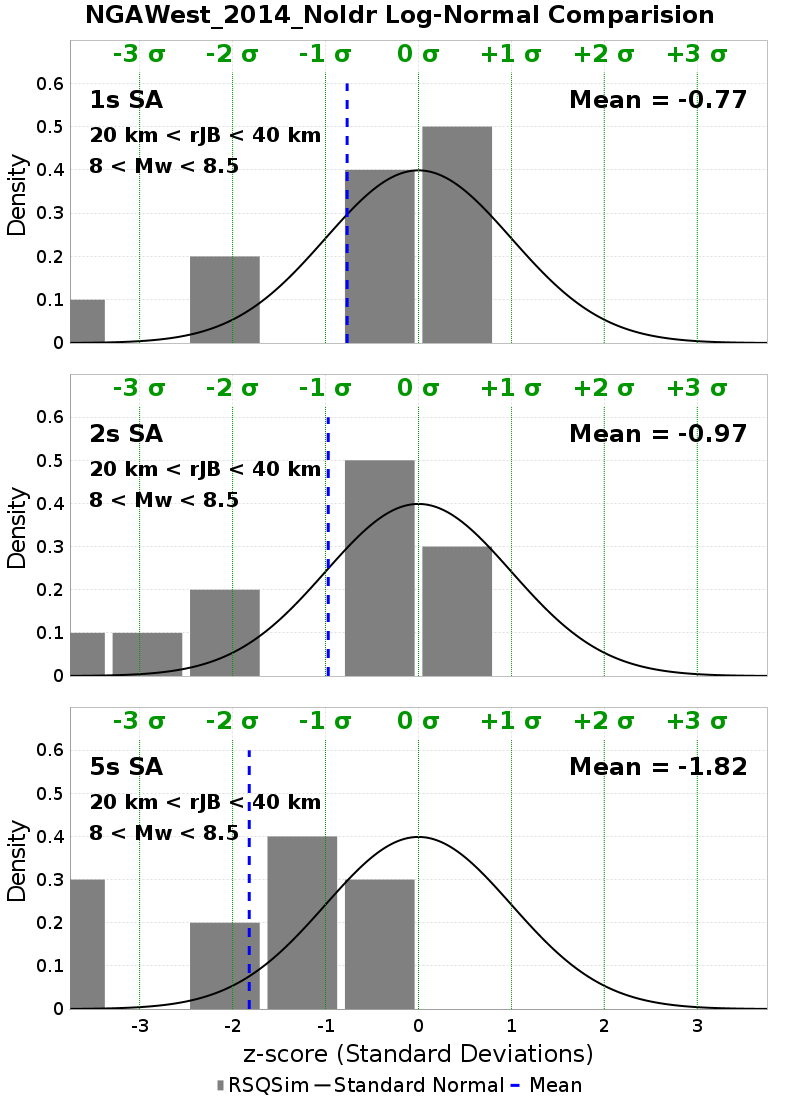 NGAWest_2014_NoIdr Log-Normal Comparision
-3 σ -2 σ -1 σ 0 σ +1 σ +2 σ +3 σ
1s SA Mean = -0.77
20 km < rJB < 40 km
8 < Mw < 8.5
Density
0.6
0.5
0.4
0.3
0.2
0.1
0
-3 σ -2 σ -1 σ 0 σ +1 σ +2 σ +3 σ
2s SA Mean = -0.97
20 km < rJB < 40 km
8 < Mw < 8.5
Density
0.6
0.5
0.4
0.3
0.2
0.1
0
-3 σ -2 σ -1 σ 0 σ +1 σ +2 σ +3 σ
5s SA Mean = -1.82
20 km < rJB < 40 km
8 < Mw < 8.5
Density
0.6
0.5
0.4
0.3
0.2
0.1
0
-3 -2 -1 0 1 2 3
z-score (Standard Deviations)
RSQSim Standard Normal Mean